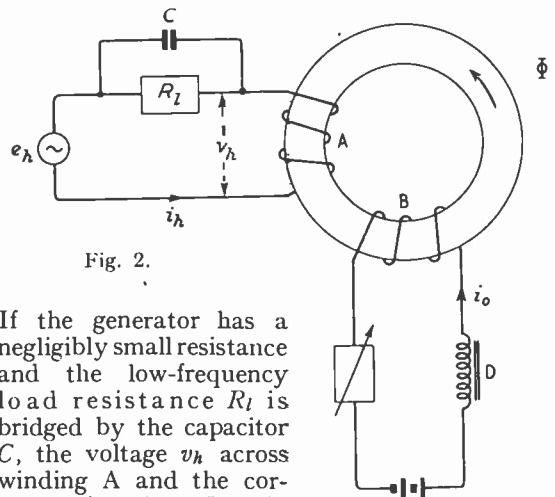 C
R_l
Φ
e_h
v_h
A
i_h
B
Fig. 2.
i_o
D
If the generator has a
negligibly small resistance
and the low-frequency
load resistance R_l is
bridged by the capacitor
C, the voltage v_h across
winding A and the cor-